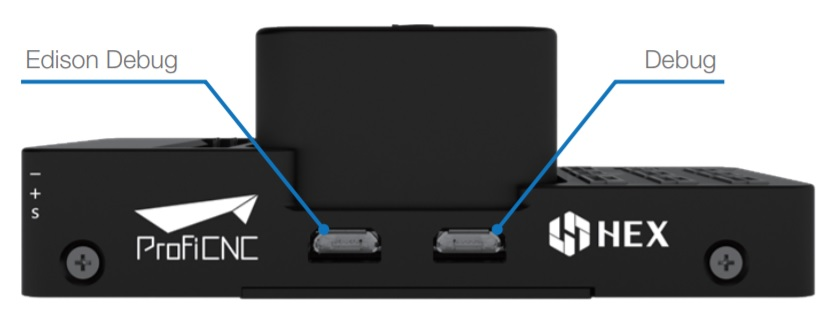 Edison Debug
Debug
−
+
S
ProfiCNC
HEX